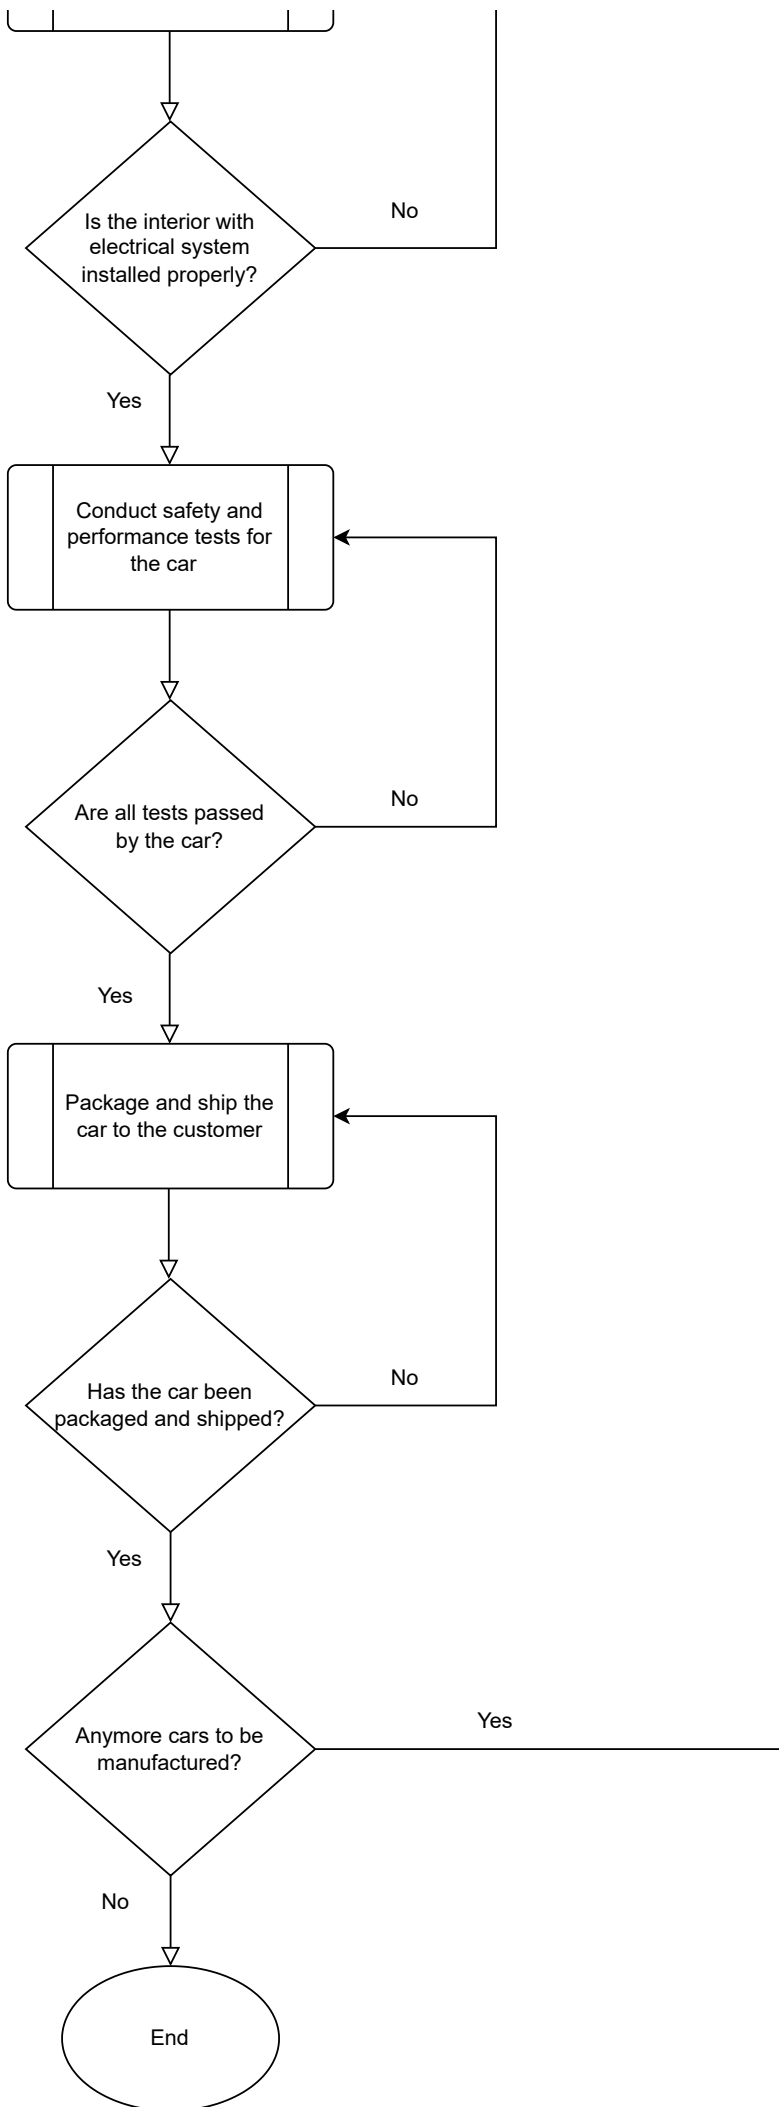 Is the interior with
electrical system
installed properly?
No
Yes
Conduct safety and
performance tests for
the car
Are all tests passed
by the car?
No
Yes
Package and ship the
car to the customer
Has the car been
packaged and shipped?
No
Yes
Anymore cars to be
manufactured?
Yes
No
End